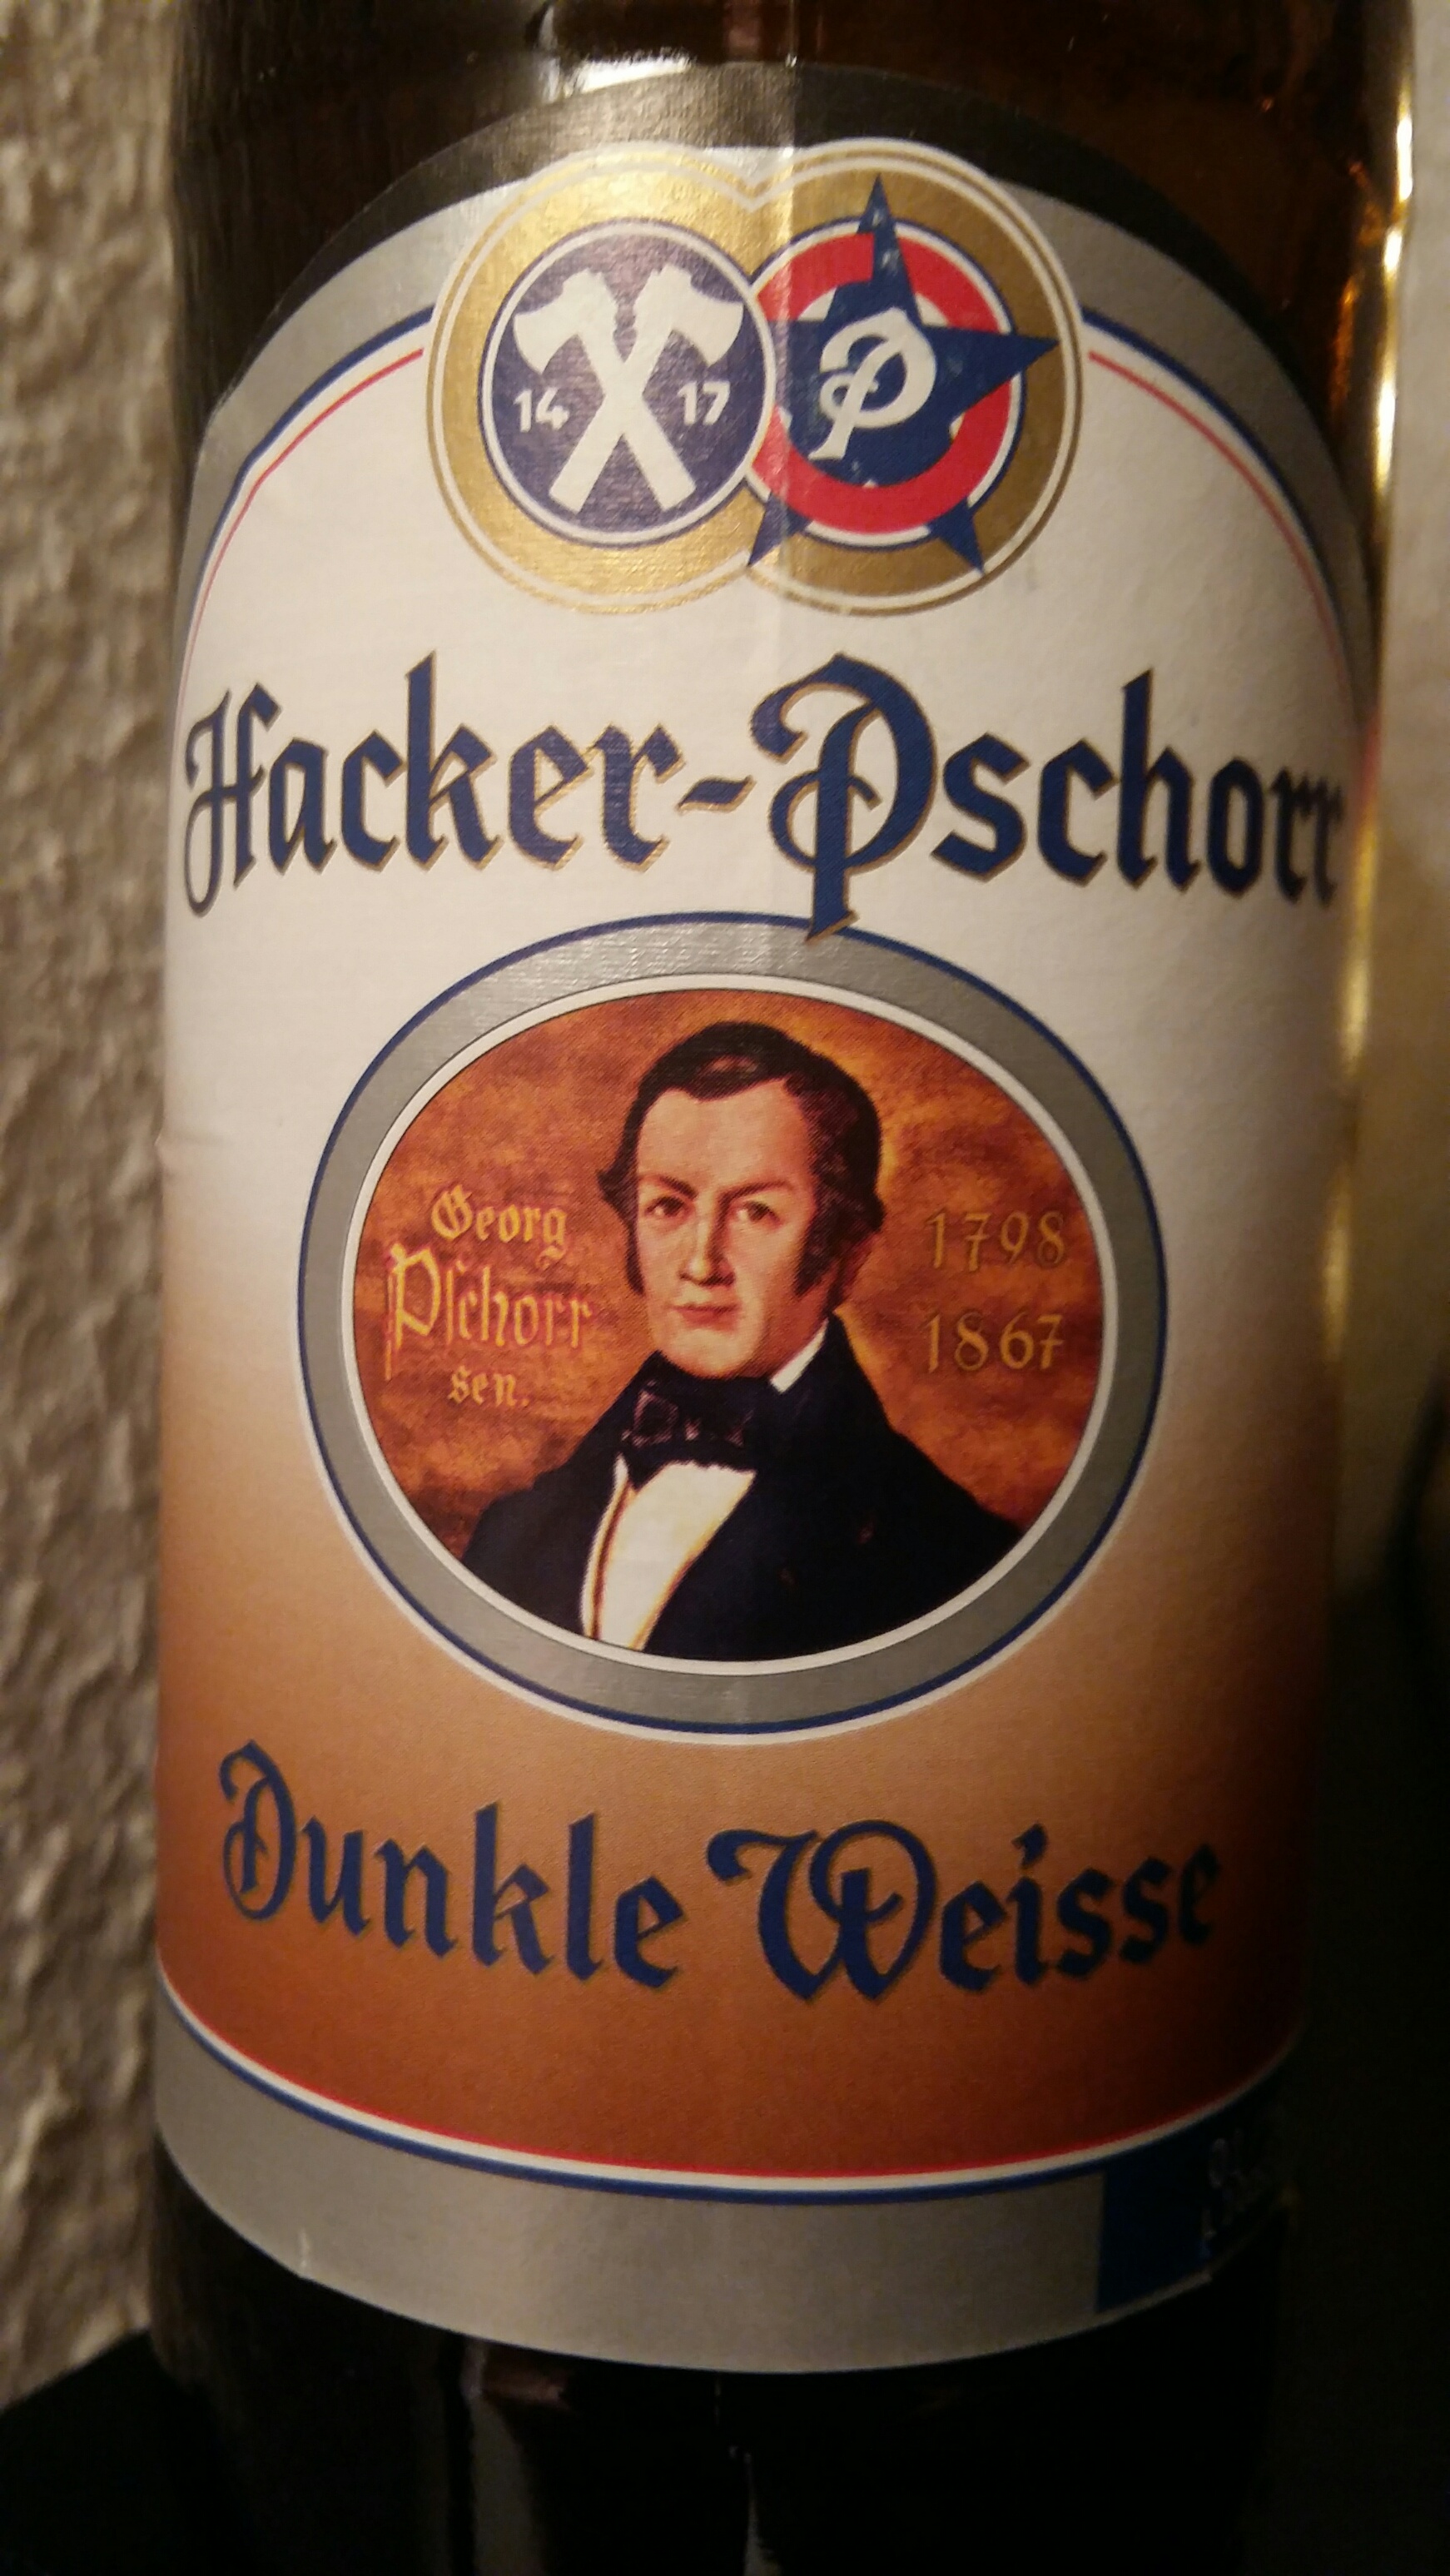 14 17
P
Hacker-Pschorr
Georg
Pschorr
sen.
1798
1867
Dunkle Weisse